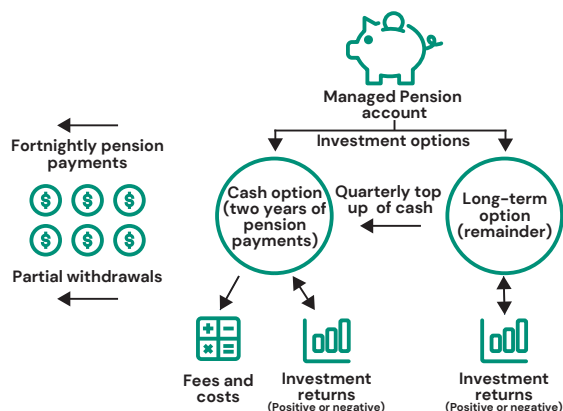 Managed Pension
account
Investment options
Fortnightly pension
payments
$ $ $
$ $ $
Partial withdrawals
Cash option
(two years of
pension
payments)
Quarterly top
up of cash
Long-term
option
(remainder)
Fees and
costs
Investment
returns
(Positive or negative)
Investment
returns
(Positive or negative)